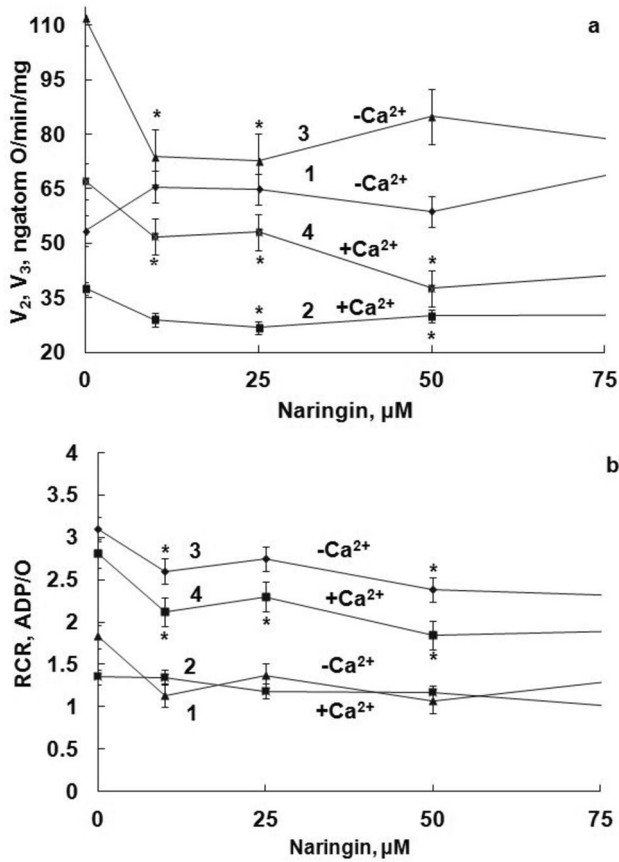 a
V₂, V₃, ngatom O/min/mg
110
95
80
65
50
35
20
* * 3 -Ca²⁺
1 -Ca²⁺
* * 4 +Ca²⁺ *
* 2 +Ca²⁺ *
0 25 50 75
Naringin, µM
b
RCR, ADP/O
4
3.5
3
2.5
2
1.5
1
0.5
0
* 3 -Ca²⁺ *
* 4 * +Ca²⁺ *
2 -Ca²⁺
1 +Ca²⁺
0 25 50 75
Naringin, µM